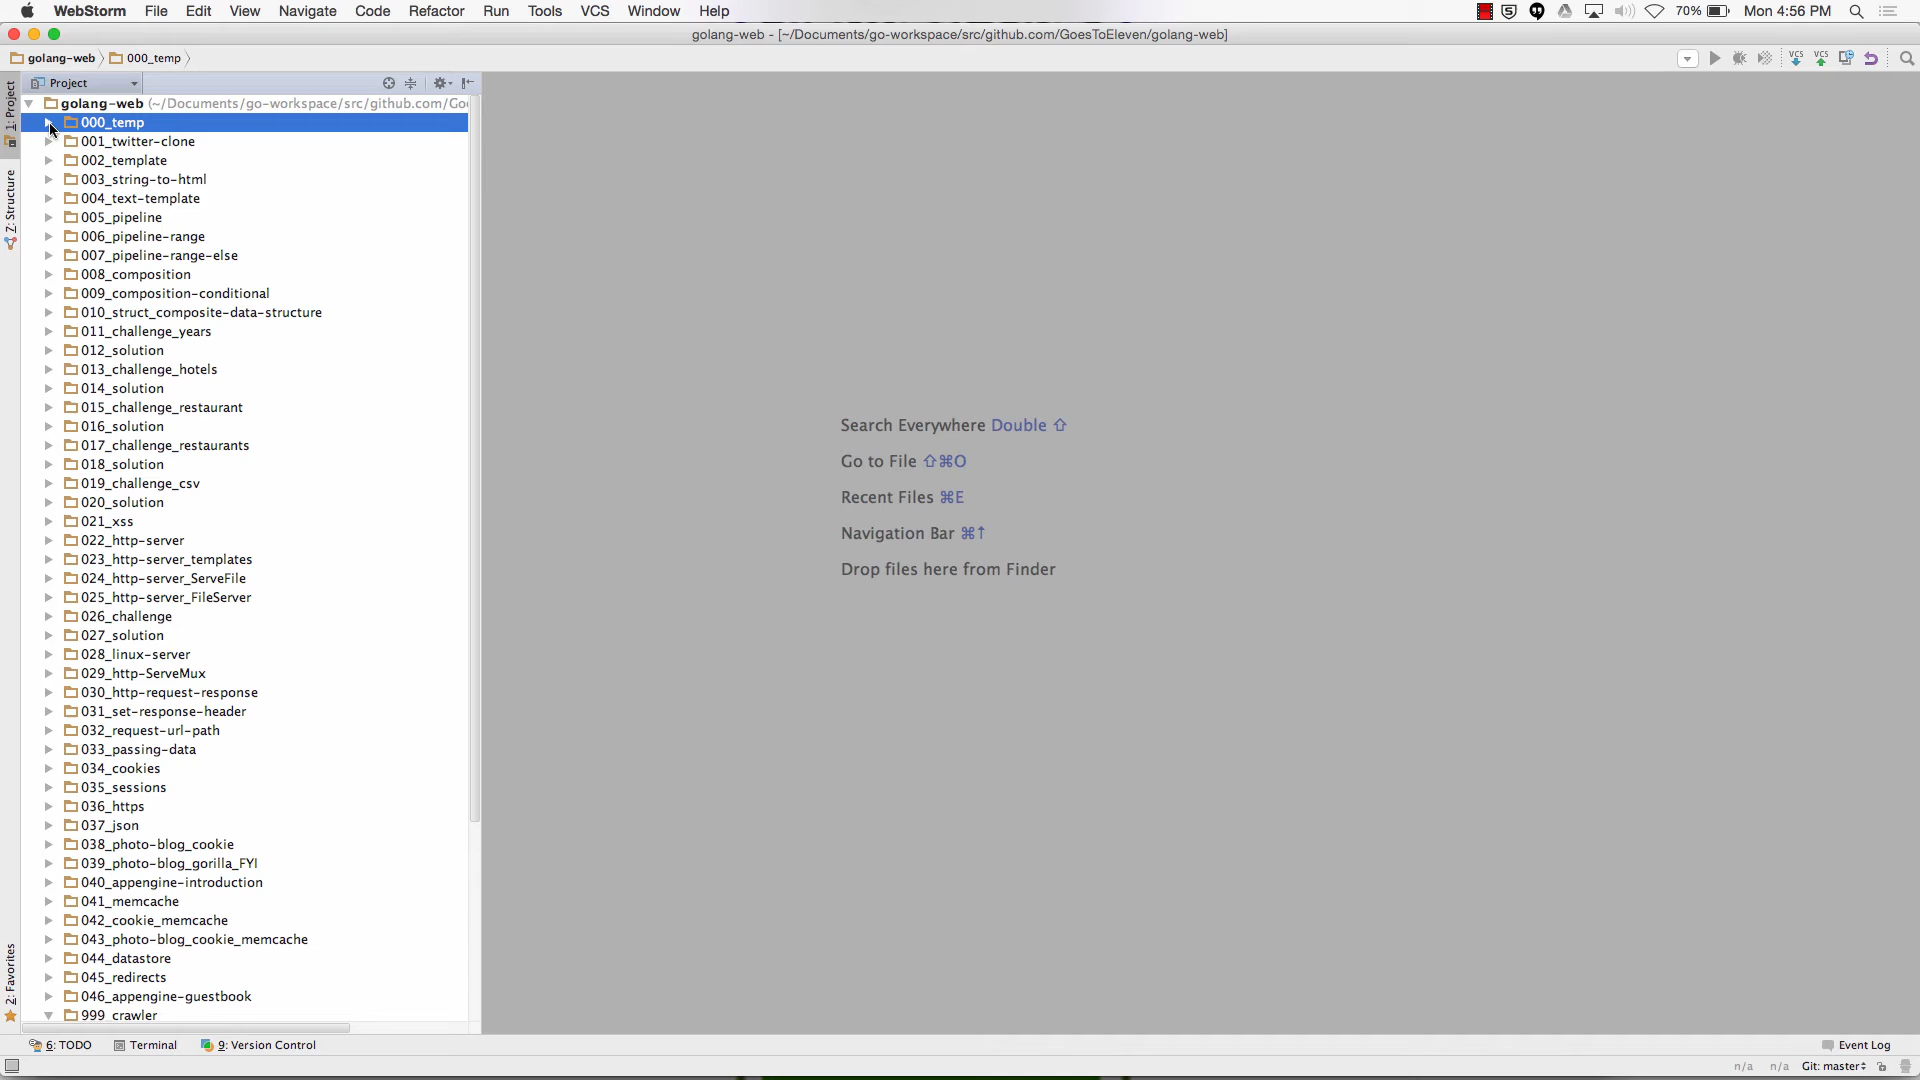 WebStorm File Edit View Navigate Code Refactor Run Tools VCS Window Help 70% Mon 4:56 PM
golang-web - [~/Documents/go-workspace/src/github.com/GoesToEleven/golang-web]
golang-web 000_temp
VCS VCS
1: Project
Z: Structure
2: Favorites
Project
golang-web (~/Documents/go-workspace/src/github.com/Goe
000_temp
001_twitter-clone
002_template
003_string-to-html
004_text-template
005_pipeline
006_pipeline-range
007_pipeline-range-else
008_composition
009_composition-conditional
010_struct_composite-data-structure
011_challenge_years
012_solution
013_challenge_hotels
014_solution
015_challenge_restaurant
016_solution
017_challenge_restaurants
018_solution
019_challenge_csv
020_solution
021_xss
022_http-server
023_http-server_templates
024_http-server_ServeFile
025_http-server_FileServer
026_challenge
027_solution
028_linux-server
029_http-ServeMux
030_http-request-response
031_set-response-header
032_request-url-path
033_passing-data
034_cookies
035_sessions
036_https
037_json
038_photo-blog_cookie
039_photo-blog_gorilla_FYI
040_appengine-introduction
041_memcache
042_cookie_memcache
043_photo-blog_cookie_memcache
044_datastore
045_redirects
046_appengine-guestbook
999_crawler
Search Everywhere Double ⇧
Go to File ⇧⌘O
Recent Files ⌘E
Navigation Bar ⌘↑
Drop files here from Finder
6: TODO Terminal 9: Version Control Event Log
n/a n/a Git: master